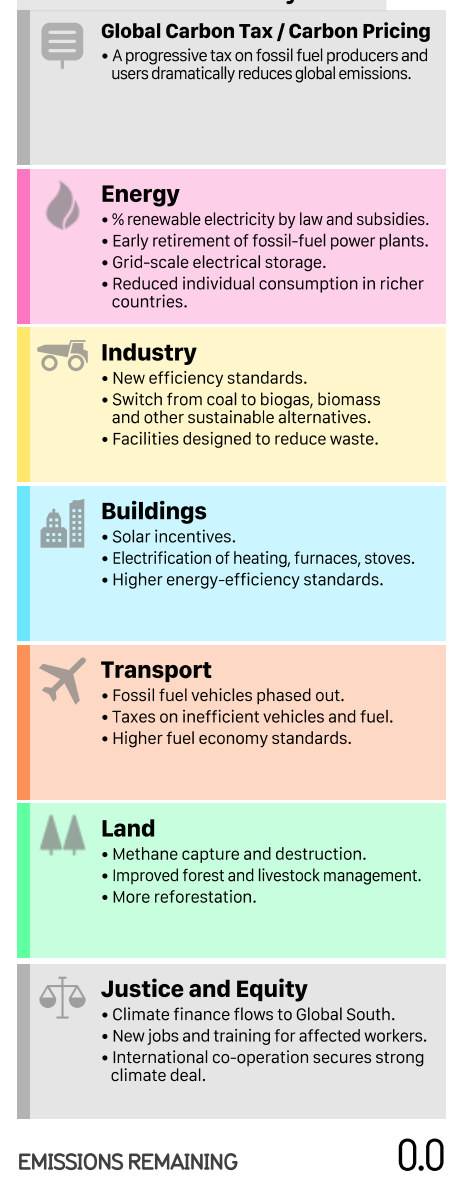 Global Carbon Tax / Carbon Pricing
• A progressive tax on fossil fuel producers and
users dramatically reduces global emissions.
Energy
• % renewable electricity by law and subsidies.
• Early retirement of fossil-fuel power plants.
• Grid-scale electrical storage.
• Reduced individual consumption in richer
countries.
Industry
• New efficiency standards.
• Switch from coal to biogas, biomass
and other sustainable alternatives.
• Facilities designed to reduce waste.
Buildings
• Solar incentives.
• Electrification of heating, furnaces, stoves.
• Higher energy-efficiency standards.
Transport
• Fossil fuel vehicles phased out.
• Taxes on inefficient vehicles and fuel.
• Higher fuel economy standards.
Land
• Methane capture and destruction.
• Improved forest and livestock management.
• More reforestation.
Justice and Equity
• Climate finance flows to Global South.
• New jobs and training for affected workers.
• International co-operation secures strong
climate deal.
EMISSIONS REMAINING 0.0